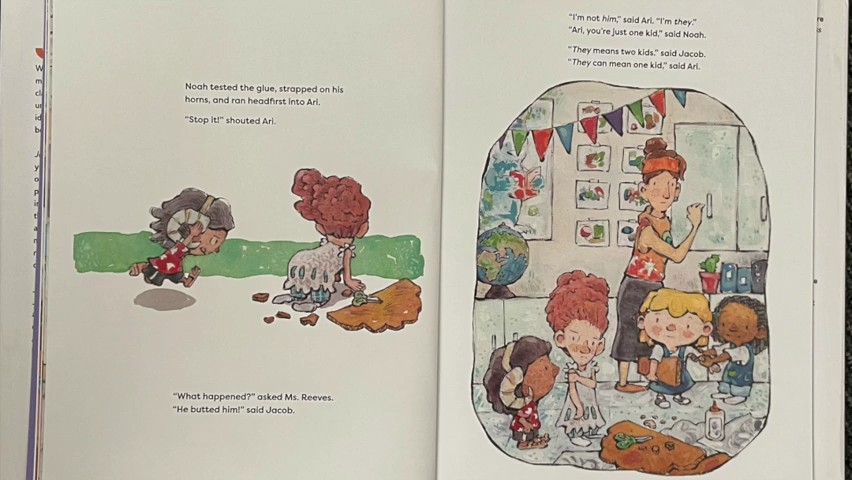 Noah tested the glue, strapped on his
horns, and ran headfirst into Ari.
"Stop it!" shouted Ari.
"What happened?" asked Ms. Reeves.
"He butted him!" said Jacob.
"I'm not him," said Ari. "I'm they."
"Ari, you're just one kid," said Noah.
"They means two kids." said Jacob.
"They can mean one kid," said Ari.